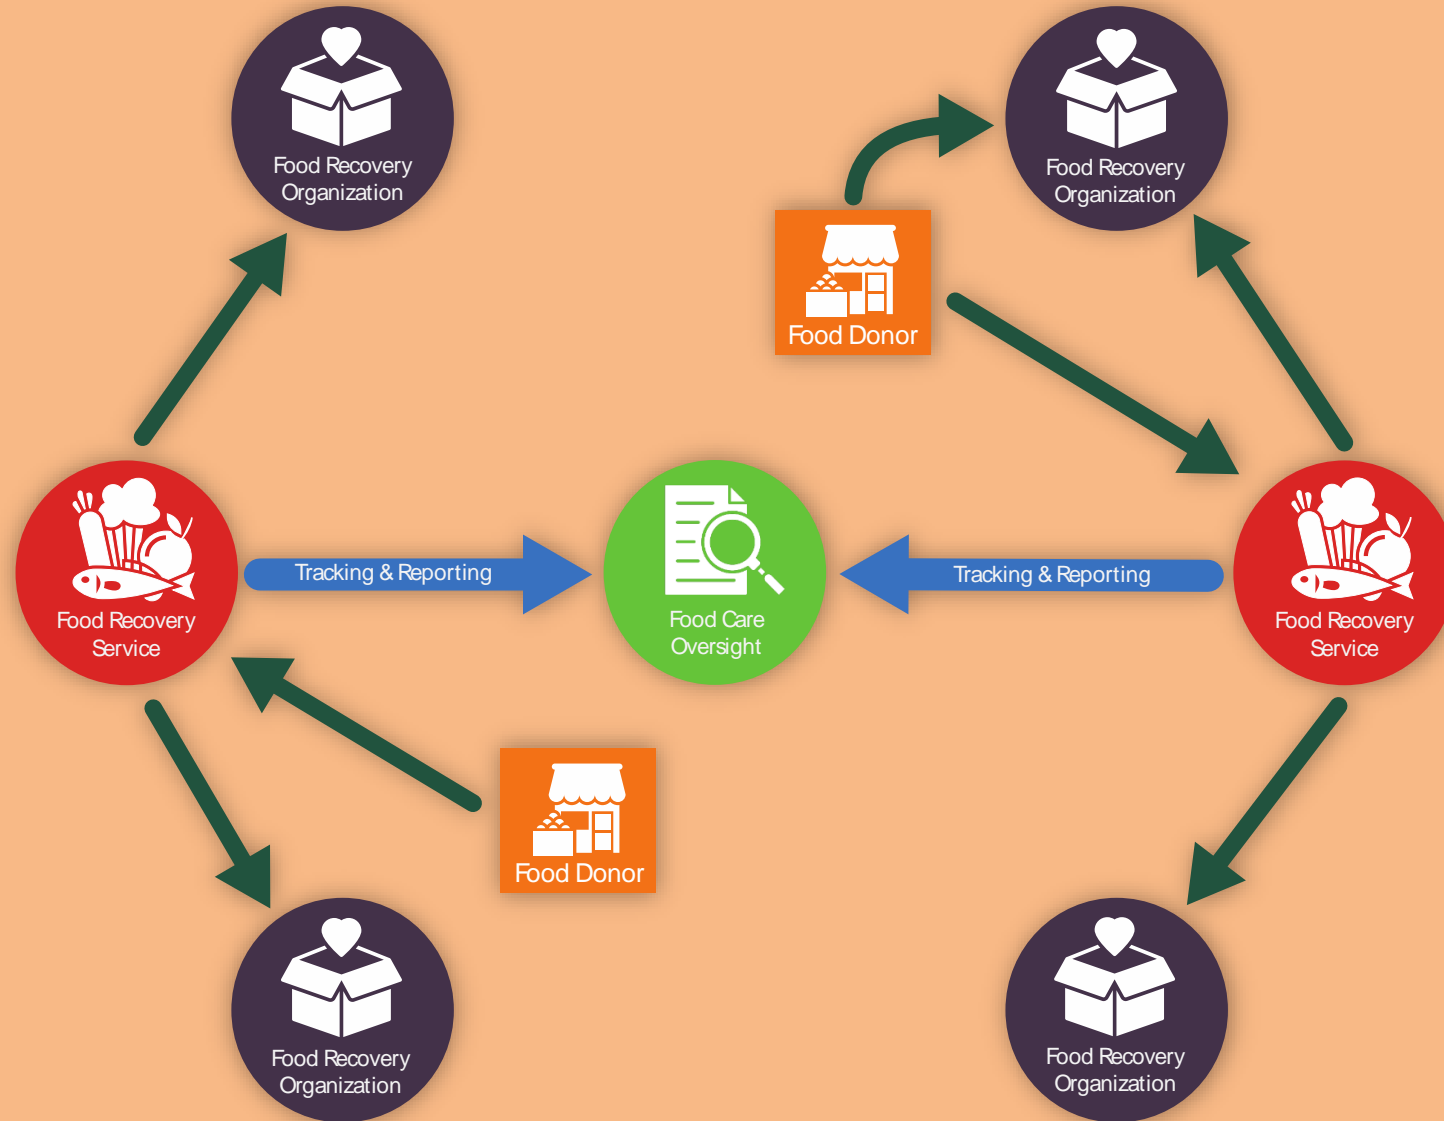 Food Recovery
Organization
Food Recovery
Organization
Food Donor
Food Recovery
Service
Tracking & Reporting
Food Care
Oversight
Tracking & Reporting
Food Recovery
Service
Food Donor
Food Recovery
Organization
Food Recovery
Organization